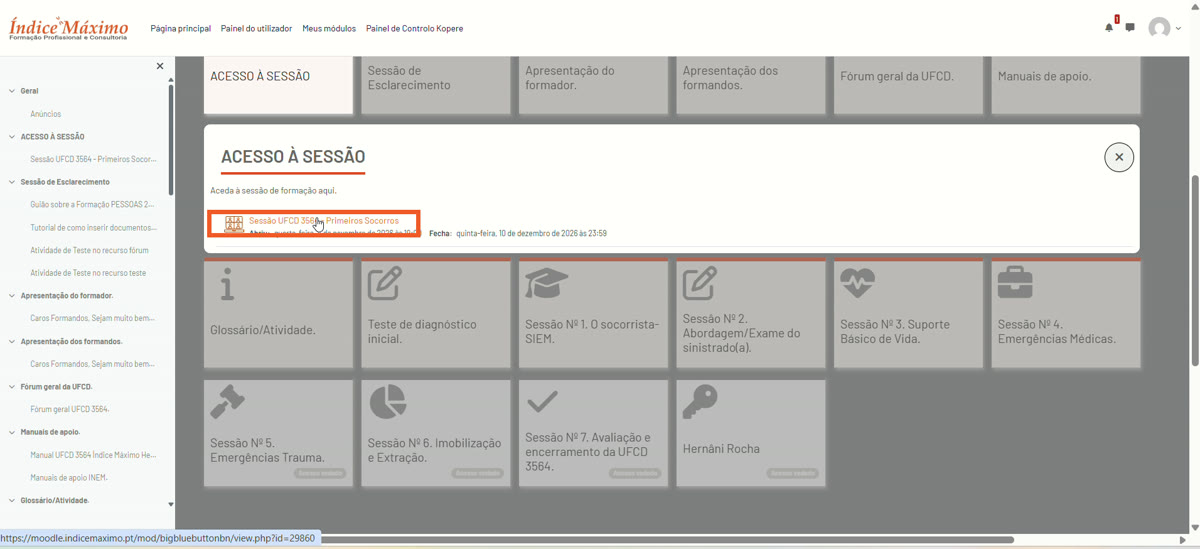 Índice Máximo
Formação Profissional e Consultoria
Página principal
Painel do utilizador
Meus módulos
Painel de Controlo Kopere
1
Geral
Anúncios
ACESSO À SESSÃO
Sessão UFCD 3564 - Primeiros Socor...
Sessão de Esclarecimento
Guião sobre a Formação PESSOAS 2...
Tutorial de como inserir documentos...
Atividade de Teste no recurso fórum
Atividade de Teste no recurso teste
Apresentação do formador.
Caros Formandos, Sejam muito bem...
Apresentação dos formandos.
Caros Formandos, Sejam muito bem...
Fórum geral da UFCD.
Fórum geral UFCD 3564.
Manuais de apoio.
Manual UFCD 3564 Índice Máximo He...
Manuais de apoio INEM.
Glossário/Atividade.
ACESSO À SESSÃO
Sessão de
Esclarecimento
Apresentação do
formador.
Apresentação dos
formandos.
Fórum geral da UFCD.
Manuais de apoio.
ACESSO À SESSÃO
Aceda à sessão de formação aqui.
Sessão UFCD 3564 - Primeiros Socorros
Fecha: quinta-feira, 10 de dezembro de 2026 às 23:59
Glossário/Atividade.
Teste de diagnóstico
inicial.
Sessão Nº 1. O socorrista-
SIEM.
Sessão Nº 2.
Abordagem/Exame do
sinistrado(a).
Sessão Nº 3. Suporte
Básico de Vida.
Sessão Nº 4.
Emergências Médicas.
Sessão Nº 5.
Emergências Trauma.
Acesso vedado
Sessão Nº 6. Imobilização
e Extração.
Acesso vedado
Sessão Nº 7. Avaliação e
encerramento da UFCD
3564.
Acesso vedado
Hernâni Rocha
Acesso vedado
https://moodle.indicemaximo.pt/mod/bigbluebuttonbn/view.php?id=29860